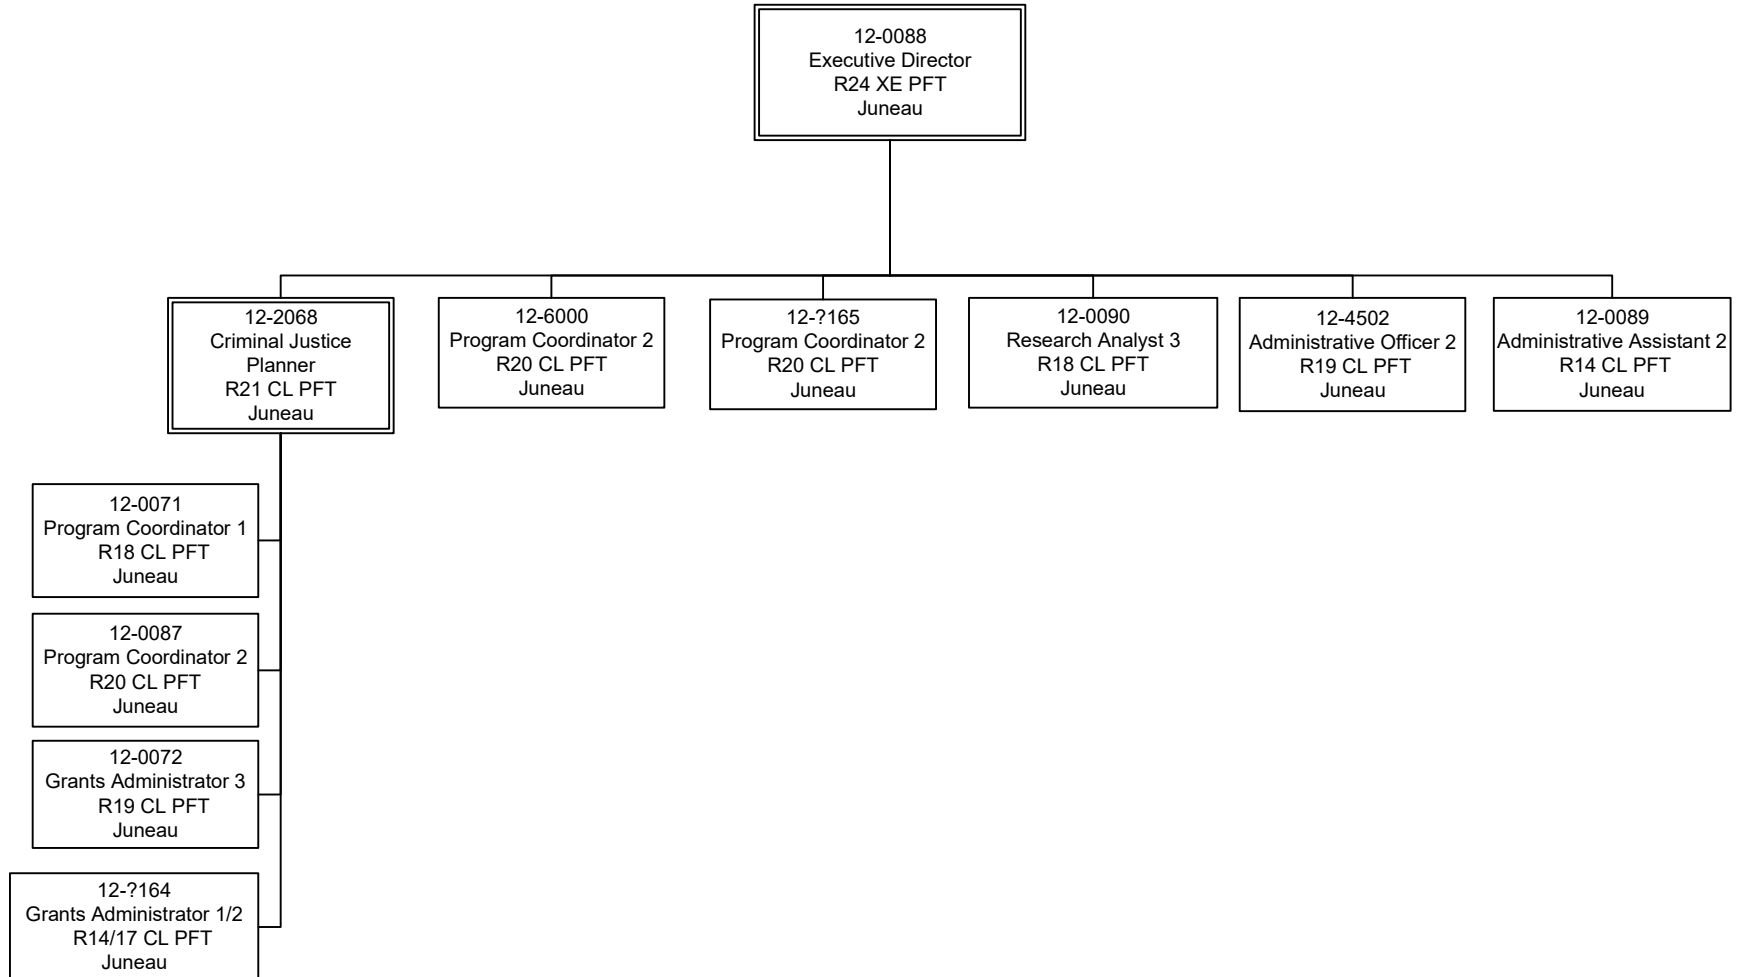 12-0088
Executive Director
R24 XE PFT
Juneau
12-2068
Criminal Justice
Planner
R21 CL PFT
Juneau
12-6000
Program Coordinator 2
R20 CL PFT
Juneau
12-?165
Program Coordinator 2
R20 CL PFT
Juneau
12-0090
Research Analyst 3
R18 CL PFT
Juneau
12-4502
Administrative Officer 2
R19 CL PFT
Juneau
12-0089
Administrative Assistant 2
R14 CL PFT
Juneau
12-0071
Program Coordinator 1
R18 CL PFT
Juneau
12-0087
Program Coordinator 2
R20 CL PFT
Juneau
12-0072
Grants Administrator 3
R19 CL PFT
Juneau
12-?164
Grants Administrator 1/2
R14/17 CL PFT
Juneau